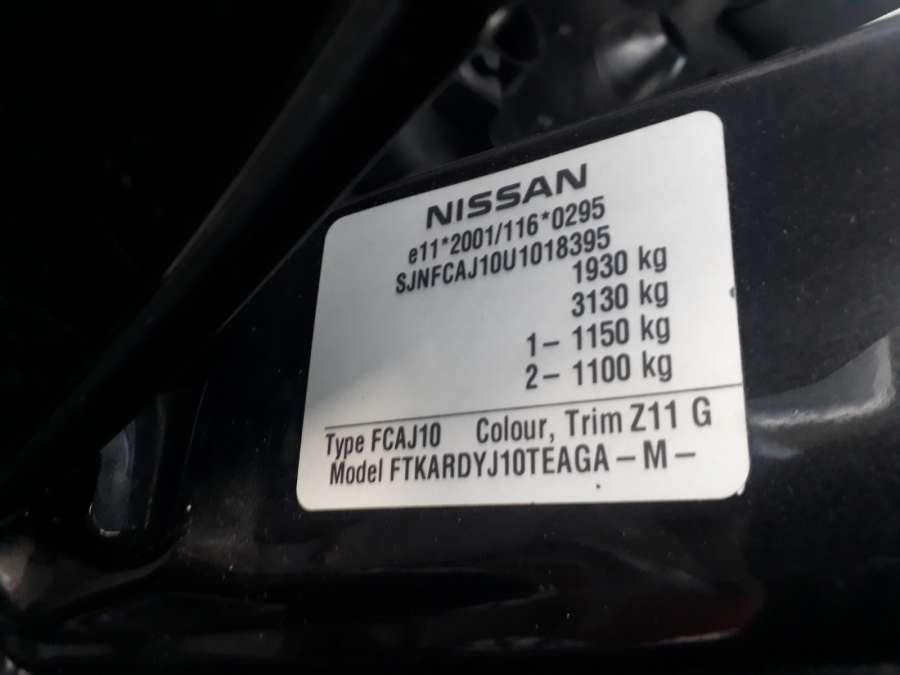 NISSAN
e11*2001/116*0295
SJNFCAJ10U1018395
1930 kg
3130 kg
1– 1150 kg
2– 1100 kg
Type FCAJ10 Colour, Trim Z11 G
Model FTKARDYJ10TEAGA – M –